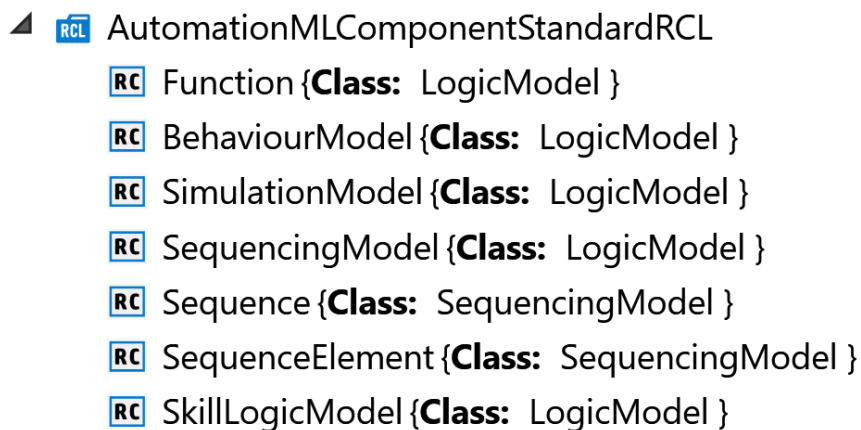 RCL AutomationMLComponentStandardRCL
RC Function {Class: LogicModel }
RC BehaviourModel {Class: LogicModel }
RC SimulationModel {Class: LogicModel }
RC SequencingModel {Class: LogicModel }
RC Sequence {Class: SequencingModel }
RC SequenceElement {Class: SequencingModel }
RC SkillLogicModel {Class: LogicModel }